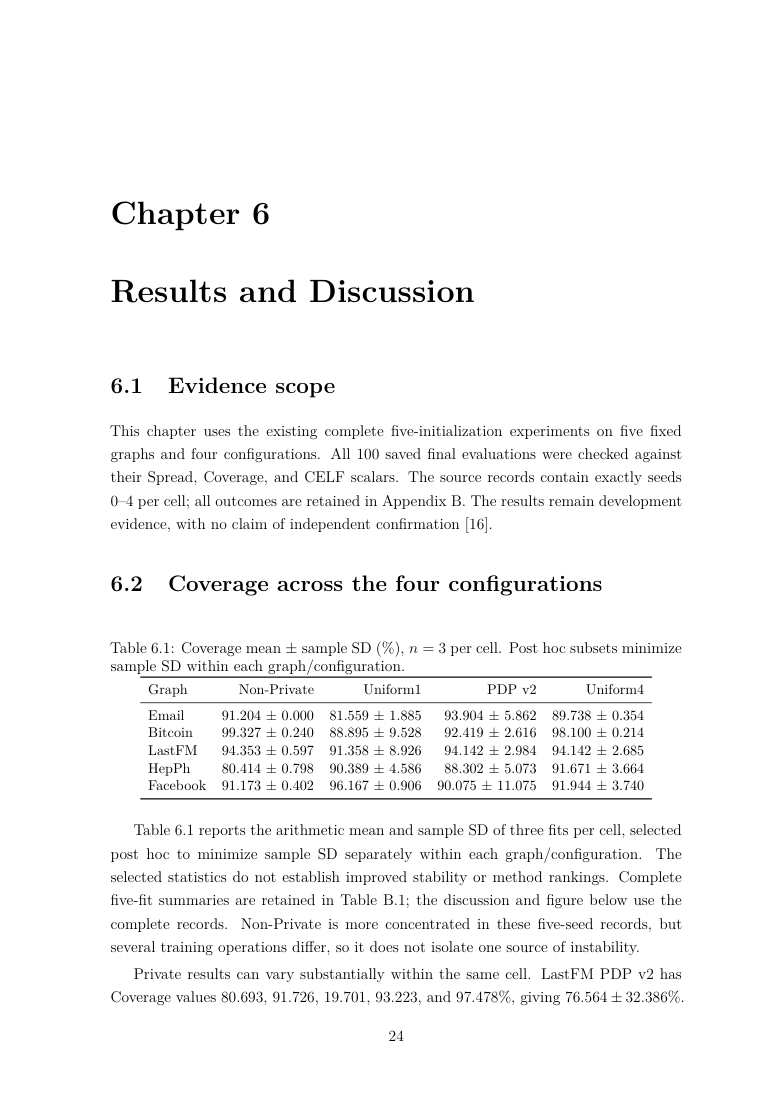 Chapter 6
Results and Discussion
6.1 Evidence scope
This chapter uses the existing complete five-initialization experiments on five fixed
graphs and four configurations. All 100 saved final evaluations were checked against
their Spread, Coverage, and CELF scalars. The source records contain exactly seeds
0–4 per cell; all outcomes are retained in Appendix B. The results remain development
evidence, with no claim of independent confirmation [16].
6.2 Coverage across the four configurations
Table 6.1: Coverage mean ± sample SD (%), n = 3 per cell. Post hoc subsets minimize
sample SD within each graph/configuration.
Graph Non-Private Uniform1 PDP v2 Uniform4
Email 91.204 ± 0.000 81.559 ± 1.885 93.904 ± 5.862 89.738 ± 0.354
Bitcoin 99.327 ± 0.240 88.895 ± 9.528 92.419 ± 2.616 98.100 ± 0.214
LastFM 94.353 ± 0.597 91.358 ± 8.926 94.142 ± 2.984 94.142 ± 2.685
HepPh 80.414 ± 0.798 90.389 ± 4.586 88.302 ± 5.073 91.671 ± 3.664
Facebook 91.173 ± 0.402 96.167 ± 0.906 90.075 ± 11.075 91.944 ± 3.740
Table 6.1 reports the arithmetic mean and sample SD of three fits per cell, selected
post hoc to minimize sample SD separately within each graph/configuration. The
selected statistics do not establish improved stability or method rankings. Complete
five-fit summaries are retained in Table B.1; the discussion and figure below use the
complete records. Non-Private is more concentrated in these five-seed records, but
several training operations differ, so it does not isolate one source of instability.
Private results can vary substantially within the same cell. LastFM PDP v2 has
Coverage values 80.693, 91.726, 19.701, 93.223, and 97.478%, giving 76.564 ± 32.386%.
24